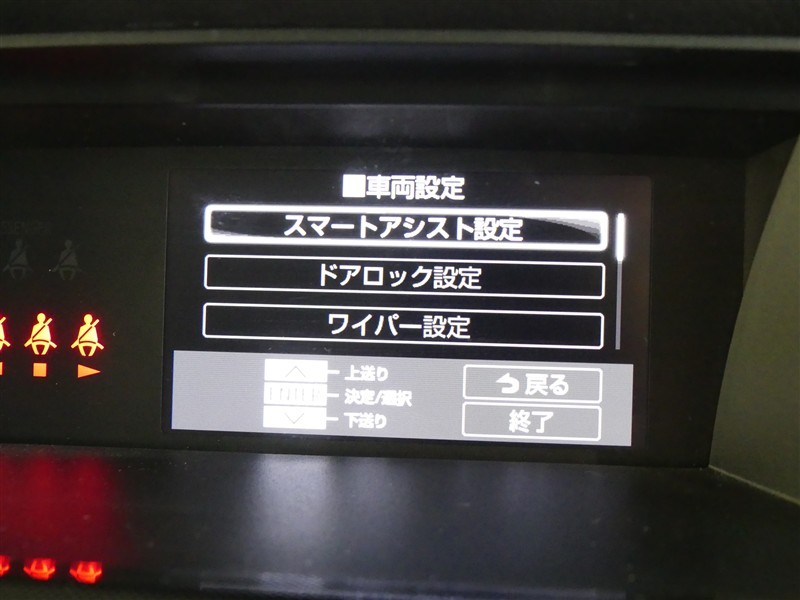 ■車両設定
スマートアシスト設定
ドアロック設定
ワイパー設定
上送り
ENTER 決定/選択
下送り
戻る
終了